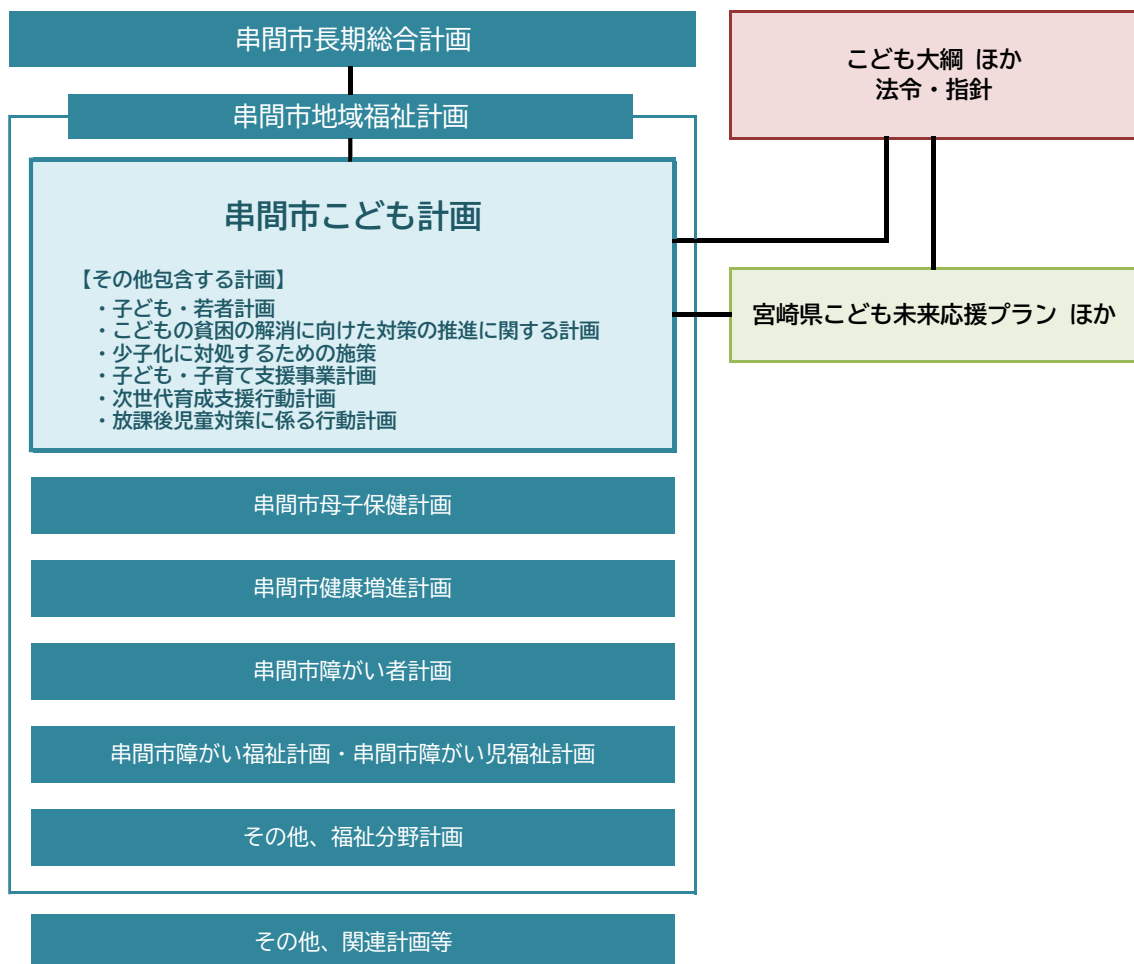 串間市長期総合計画
串間市地域福祉計画
串間市こども計画
【その他包含する計画】
・子ども・若者計画
・こどもの貧困の解消に向けた対策の推進に関する計画
・少子化に対処するための施策
・子ども・子育て支援事業計画
・次世代育成支援行動計画
・放課後児童対策に係る行動計画
串間市母子保健計画
串間市健康増進計画
串間市障がい者計画
串間市障がい福祉計画・串間市障がい児福祉計画
その他、福祉分野計画
その他、関連計画等
こども大綱 ほか
法令・指針
宮崎県こども未来応援プラン ほか